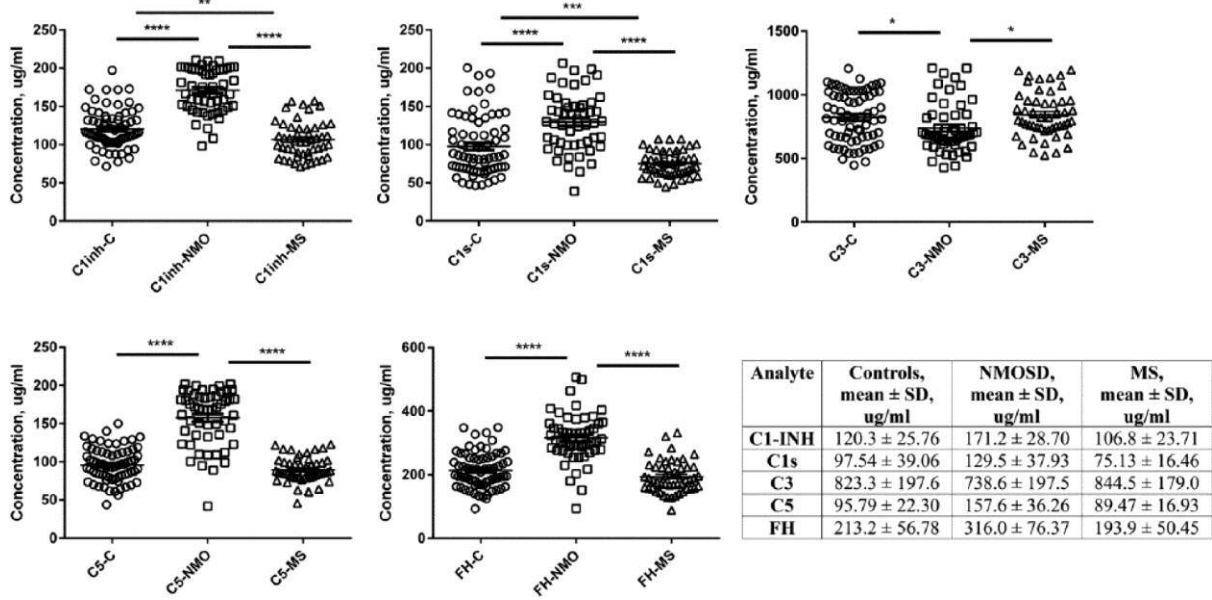 **
****
****
Concentration, ug/ml
250
200
150
100
50
0
C1inh-C
C1inh-NMO
C1inh-MS
***
****
****
Concentration, ug/ml
250
200
150
100
50
0
C1s-C
C1s-NMO
C1s-MS
*
*
Concentration, ug/ml
1500
1000
500
0
C3-C
C3-NMO
C3-MS
****
****
Concentration, ug/ml
250
200
150
100
50
0
C5-C
C5-NMO
C5-MS
****
****
Concentration, ug/ml
600
400
200
0
FH-C
FH-NMO
FH-MS
Analyte Controls, mean ± SD, ug/ml NMOSD, mean ± SD, ug/ml MS, mean ± SD, ug/ml
C1-INH 120.3 ± 25.76 171.2 ± 28.70 106.8 ± 23.71
C1s 97.54 ± 39.06 129.5 ± 37.93 75.13 ± 16.46
C3 823.3 ± 197.6 738.6 ± 197.5 844.5 ± 179.0
C5 95.79 ± 22.30 157.6 ± 36.26 89.47 ± 16.93
FH 213.2 ± 56.78 316.0 ± 76.37 193.9 ± 50.45